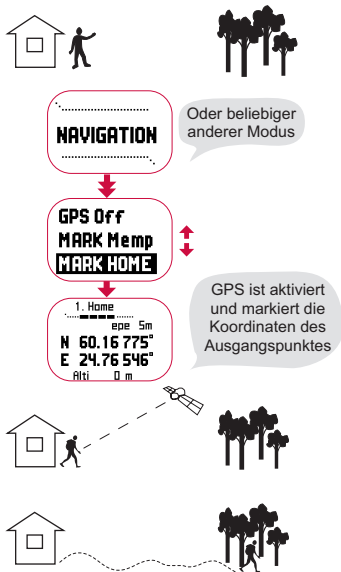 NAVIGATION
Oder beliebiger
anderer Modus
GPS Off
MARK Memp
MARK HOME
1. Home
epe 5m
N 60.16 775°
E 24.76 546°
Alti 0 m
GPS ist aktiviert
und markiert die
Koordinaten des
Ausgangspunktes